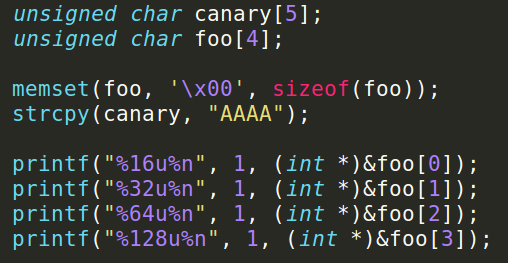 unsigned char canary[5];
unsigned char foo[4];
memset(foo, '\x00', sizeof(foo));
strcpy(canary, "AAAA");
printf("%16u%n", 1, (int *)&foo[0]);
printf("%32u%n", 1, (int *)&foo[1]);
printf("%64u%n", 1, (int *)&foo[2]);
printf("%128u%n", 1, (int *)&foo[3]);